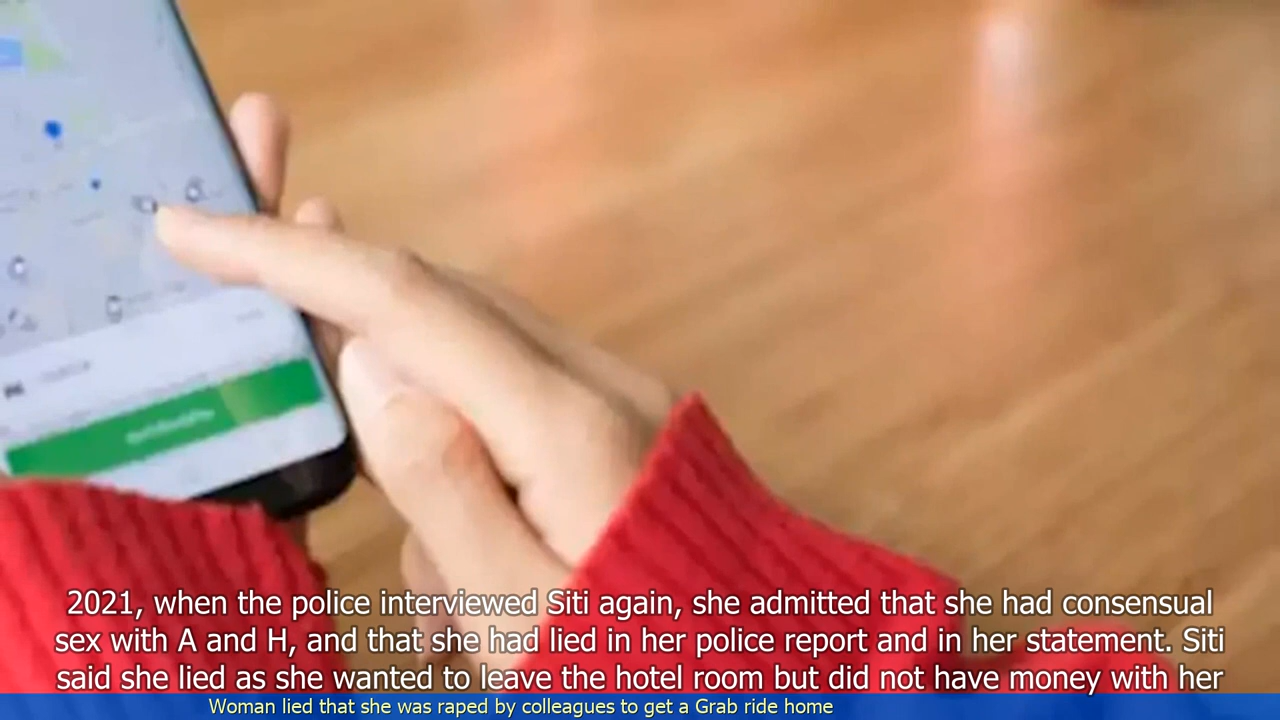 2021, when the police interviewed Siti again, she admitted that she had consensual
sex with A and H, and that she had lied in her police report and in her statement. Siti
said she lied as she wanted to leave the hotel room but did not have money with her
Woman lied that she was raped by colleagues to get a Grab ride home